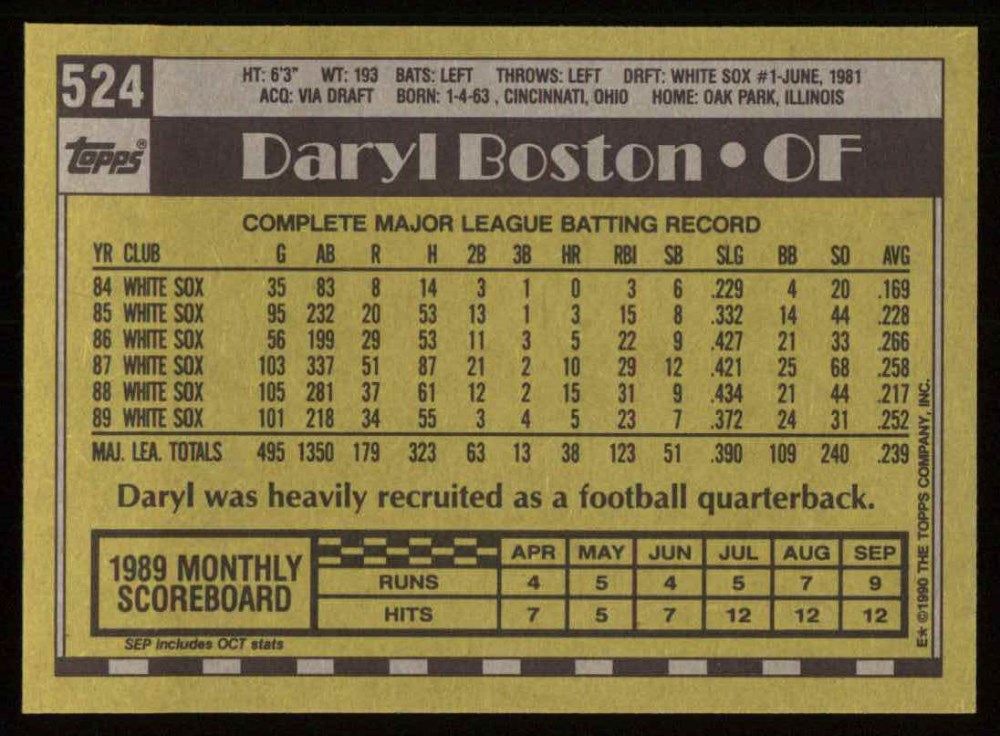 524
HT: 6'3" WT: 193 BATS: LEFT THROWS: LEFT DRFT: WHITE SOX #1-JUNE, 1981
ACQ: VIA DRAFT BORN: 1-4-63 , CINCINNATI, OHIO HOME: OAK PARK, ILLINOIS
topps®
Daryl Boston • OF
COMPLETE MAJOR LEAGUE BATTING RECORD
YR CLUB G AB R H 2B 3B HR RBI SB SLG BB SO AVG
84 WHITE SOX 35 83 8 14 3 1 0 3 6 .229 4 20 .169
85 WHITE SOX 95 232 20 53 13 1 3 15 8 .332 14 44 .228
86 WHITE SOX 56 199 29 53 11 3 5 22 9 .427 21 33 .266
87 WHITE SOX 103 337 51 87 21 2 10 29 12 .421 25 68 .258
88 WHITE SOX 105 281 37 61 12 2 15 31 9 .434 21 44 .217
89 WHITE SOX 101 218 34 55 3 4 5 23 7 .372 24 31 .252
MAJ. LEA. TOTALS 495 1350 179 323 63 13 38 123 51 .390 109 240 .239
Daryl was heavily recruited as a football quarterback.
1989 MONTHLY
SCOREBOARD
APR MAY JUN JUL AUG SEP
RUNS 4 5 4 5 7 9
HITS 7 5 7 12 12 12
SEP includes OCT stats
E* ©1990 THE TOPPS COMPANY, INC.